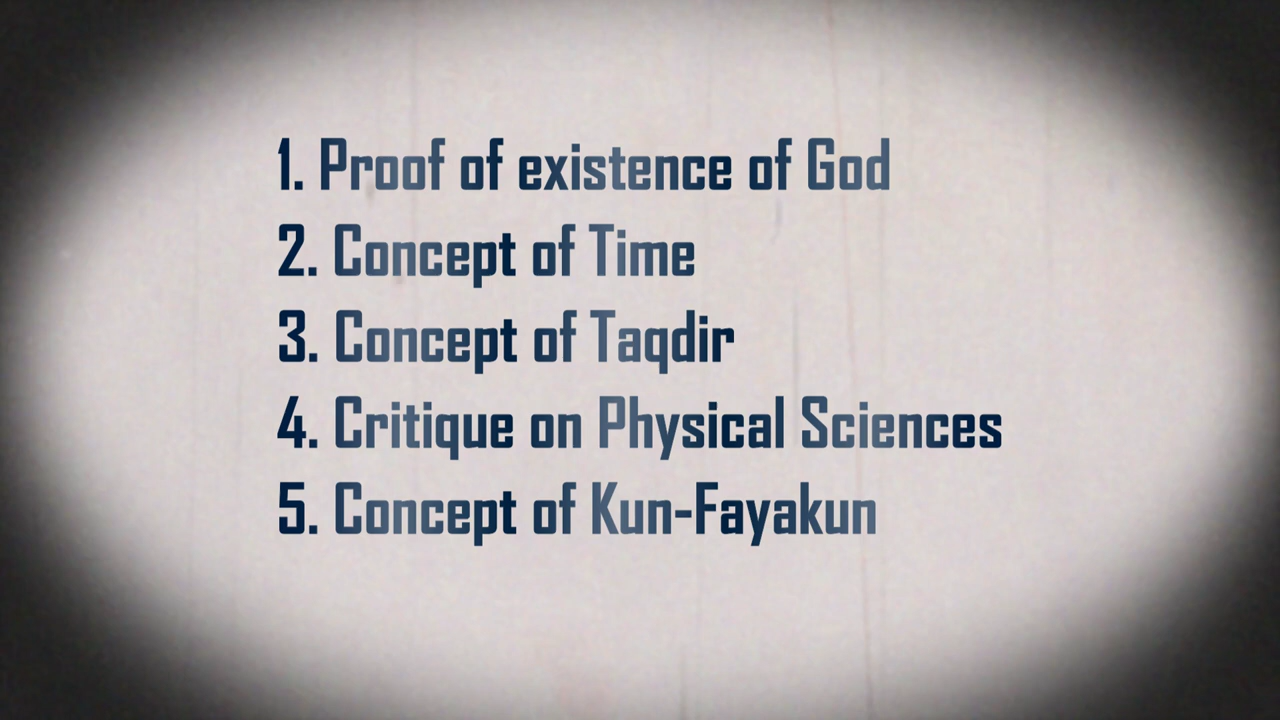 1. Proof of existence of God
2. Concept of Time
3. Concept of Taqdir
4. Critique on Physical Sciences
5. Concept of Kun-Fayakun